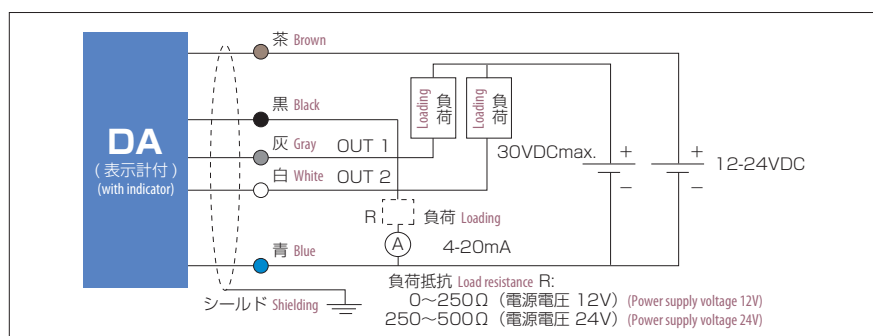 茶 Brown
黒 Black
灰 Gray OUT 1
白 White OUT 2
青 Blue
DA
(表示計付)
(with indicator)
Loading 負荷
Loading 負荷
30VDCmax.
+
−
+
−
12-24VDC
R 負荷 Loading
A
4-20mA
シールド Shielding
負荷抵抗 Load resistance R:
0〜250Ω(電源電圧 12V) (Power supply voltage 12V)
250〜500Ω(電源電圧 24V) (Power supply voltage 24V)